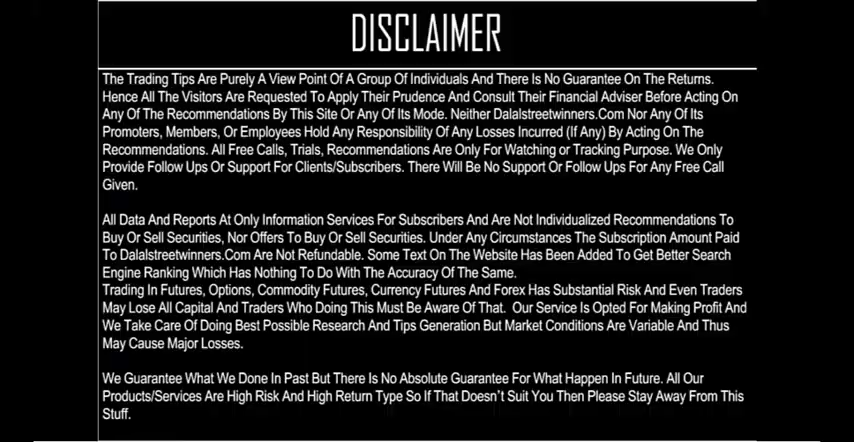 DISCLAIMER
The Trading Tips Are Purely A View Point Of A Group Of Individuals And There Is No Guarantee On The Returns.
Hence All The Visitors Are Requested To Apply Their Prudence And Consult Their Financial Adviser Before Acting On
Any Of The Recommendations By This Site Or Any Of Its Mode. Neither Dalalstreetwinners.Com Nor Any Of Its
Promoters, Members, Or Employees Hold Any Responsibility Of Any Losses Incurred (If Any) By Acting On The
Recommendations. All Free Calls, Trials, Recommendations Are Only For Watching or Tracking Purpose. We Only
Provide Follow Ups Or Support For Clients/Subscribers. There Will Be No Support Or Follow Ups For Any Free Call
Given.
All Data And Reports At Only Information Services For Subscribers And Are Not Individualized Recommendations To
Buy Or Sell Securities, Nor Offers To Buy Or Sell Securities. Under Any Circumstances The Subscription Amount Paid
To Dalalstreetwinners.Com Are Not Refundable. Some Text On The Website Has Been Added To Get Better Search
Engine Ranking Which Has Nothing To Do With The Accuracy Of The Same.
Trading In Futures, Options, Commodity Futures, Currency Futures And Forex Has Substantial Risk And Even Traders
May Lose All Capital And Traders Who Doing This Must Be Aware Of That. Our Service Is Opted For Making Profit And
We Take Care Of Doing Best Possible Research And Tips Generation But Market Conditions Are Variable And Thus
May Cause Major Losses.
We Guarantee What We Done In Past But There Is No Absolute Guarantee For What Happen In Future. All Our
Products/Services Are High Risk And High Return Type So If That Doesn't Suit You Then Please Stay Away From This
Stuff.